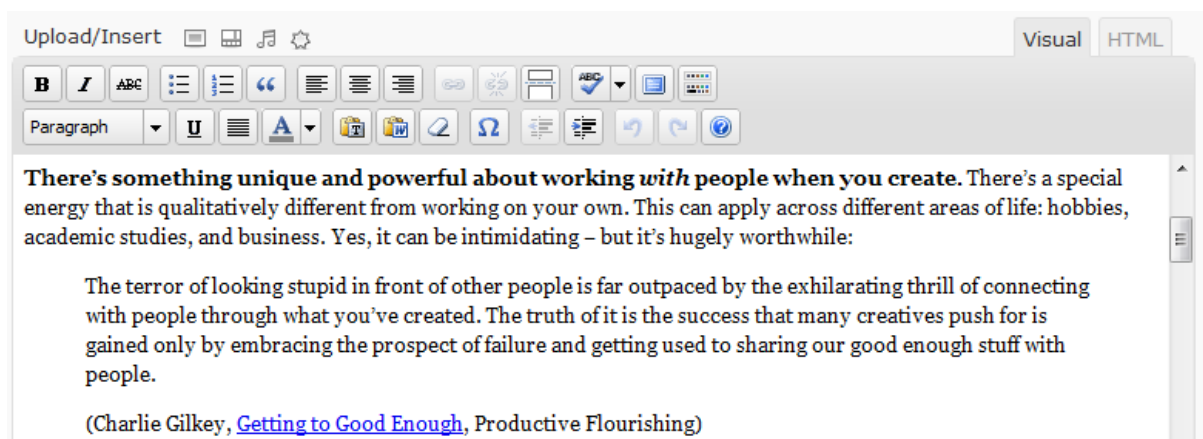 Upload/Insert
Visual HTML
B I ABC ABC
Paragraph U A T W Ω
There’s something unique and powerful about working with people when you create. There’s a special
energy that is qualitatively different from working on your own. This can apply across different areas of life: hobbies,
academic studies, and business. Yes, it can be intimidating – but it’s hugely worthwhile:
The terror of looking stupid in front of other people is far outpaced by the exhilarating thrill of connecting
with people through what you’ve created. The truth of it is the success that many creatives push for is
gained only by embracing the prospect of failure and getting used to sharing our good enough stuff with
people.
(Charlie Gilkey, Getting to Good Enough, Productive Flourishing)